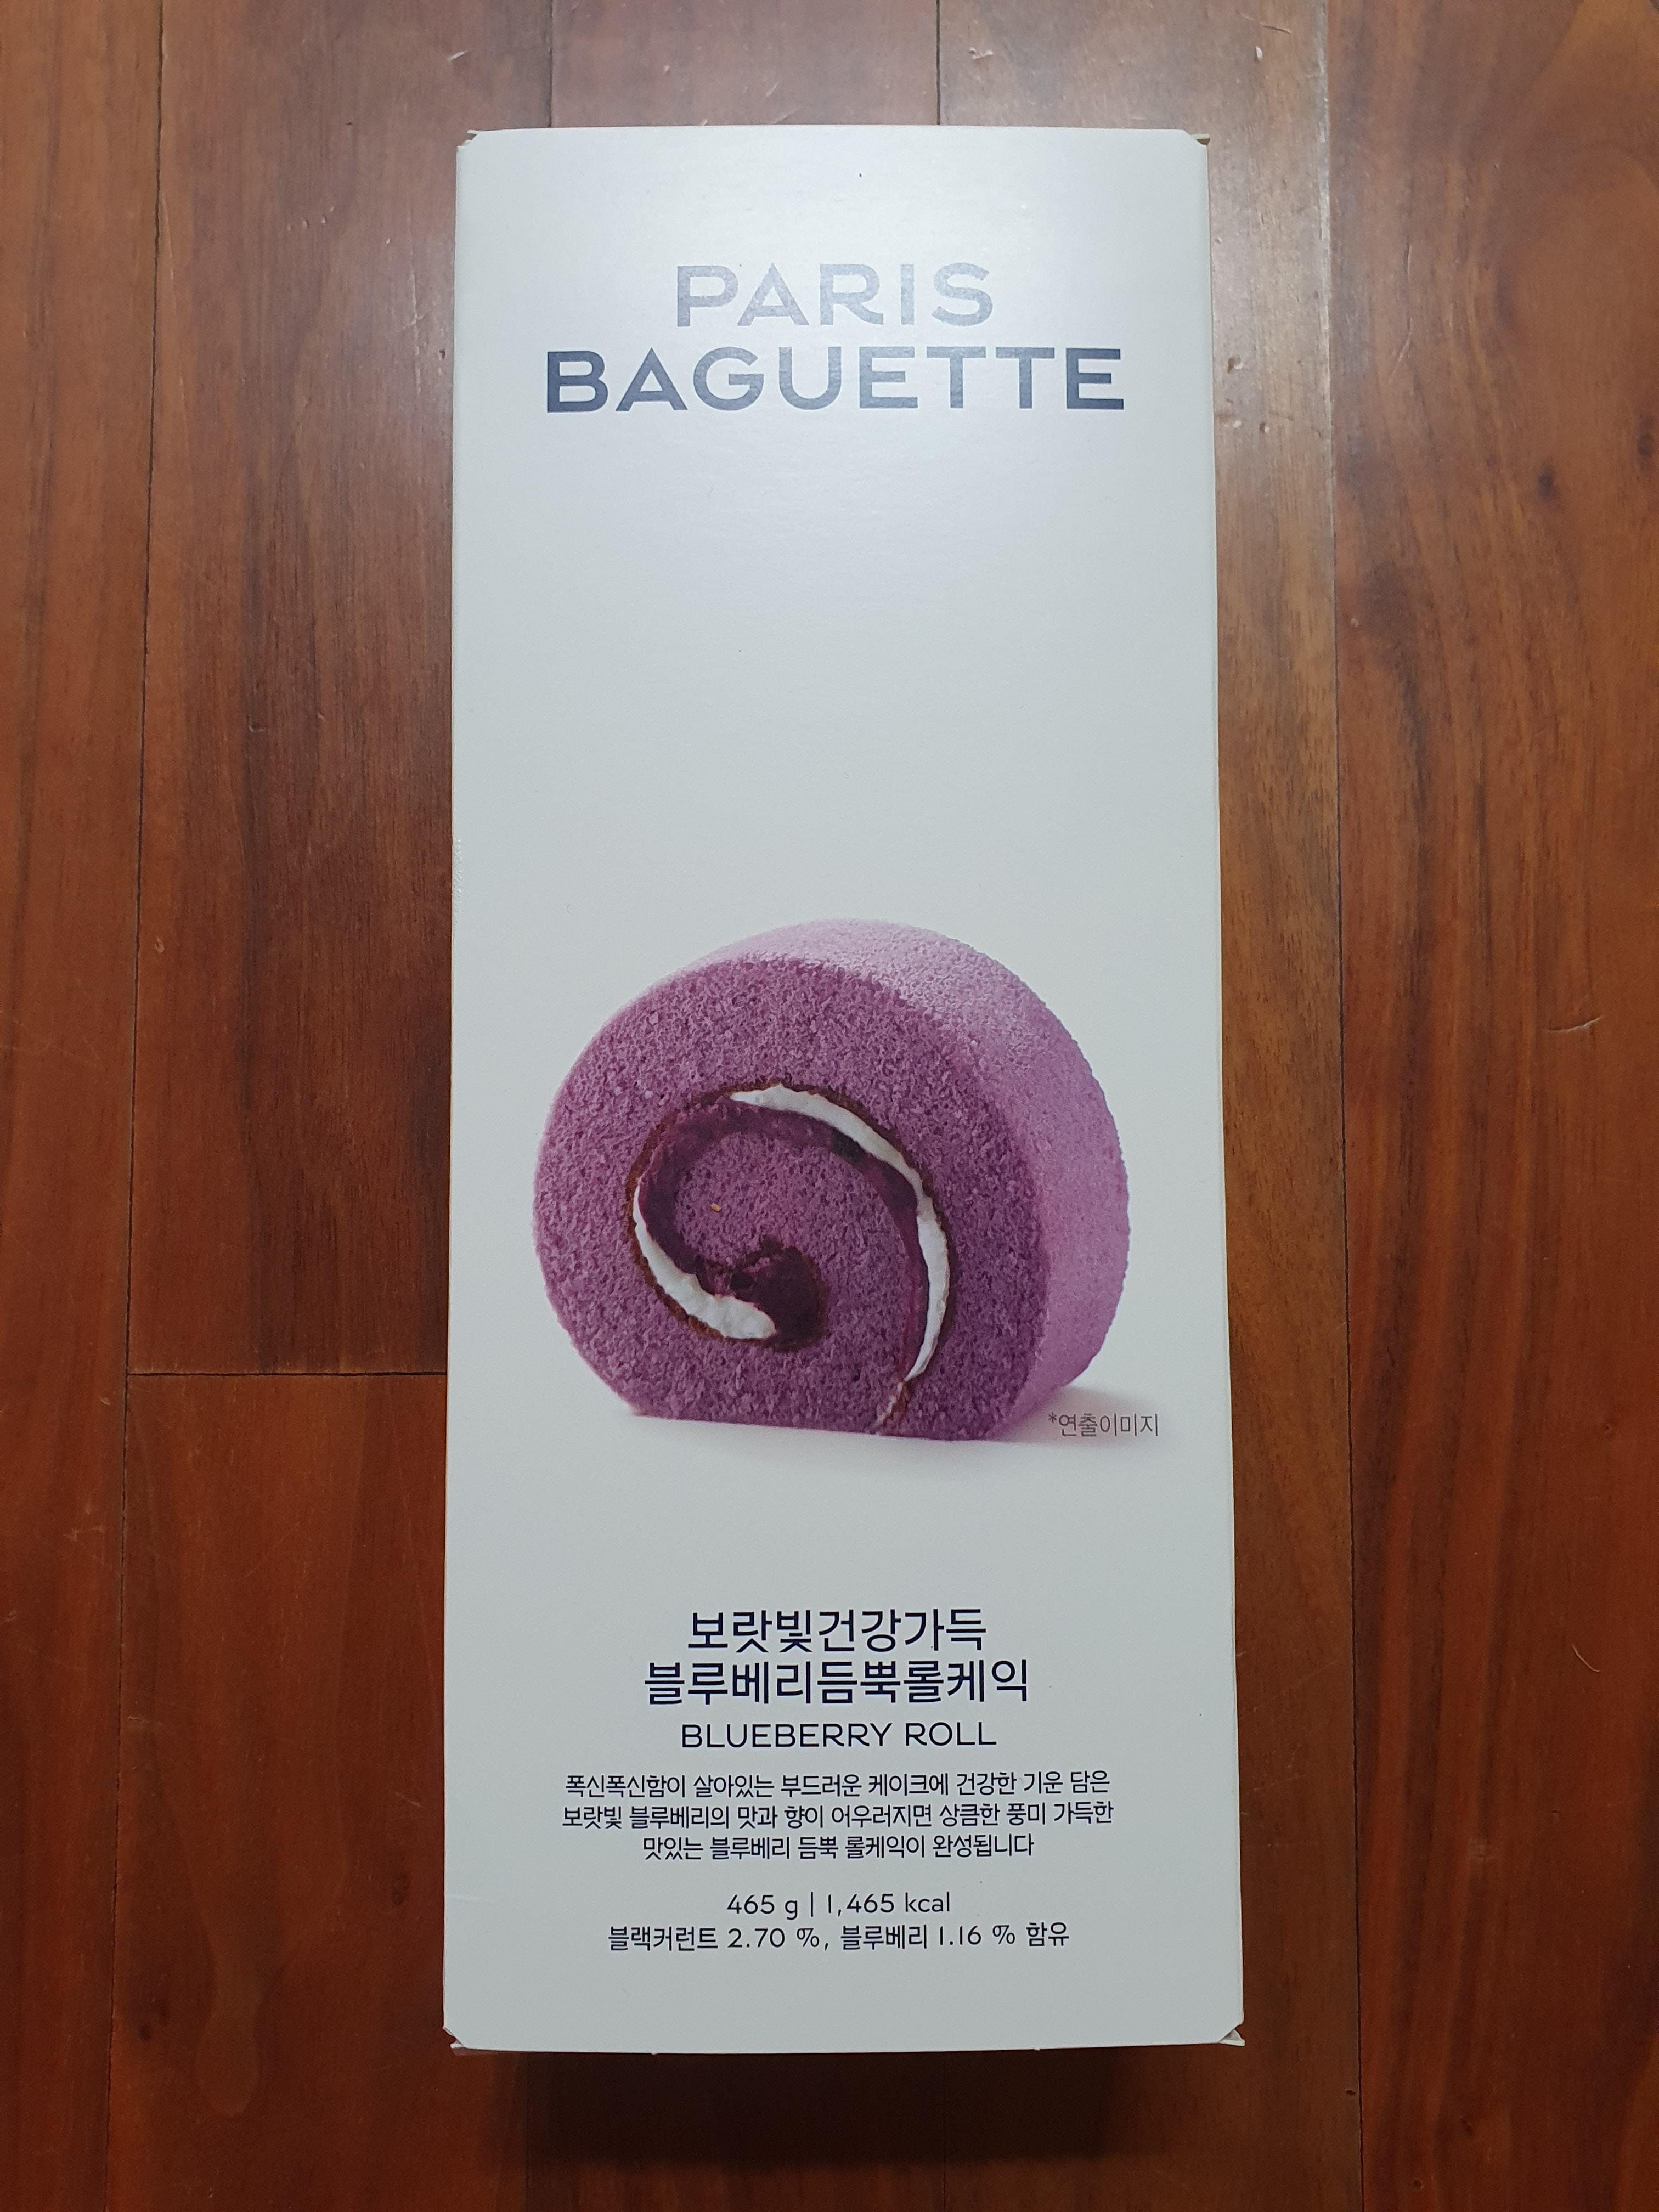 PARIS
BAGUETTE
*연출이미지
보랏빛건강가득
블루베리듬뿍롤케익
BLUEBERRY ROLL
폭신폭신함이 살아있는 부드러운 케이크에 건강한 기운 담은
보랏빛 블루베리의 맛과 향이 어우러지면 상큼한 풍미 가득한
맛있는 블루베리 듬뿍 롤케익이 완성됩니다
465 g | 1,465 kcal
블랙커런트 2.70 %, 블루베리 1.16 % 함유